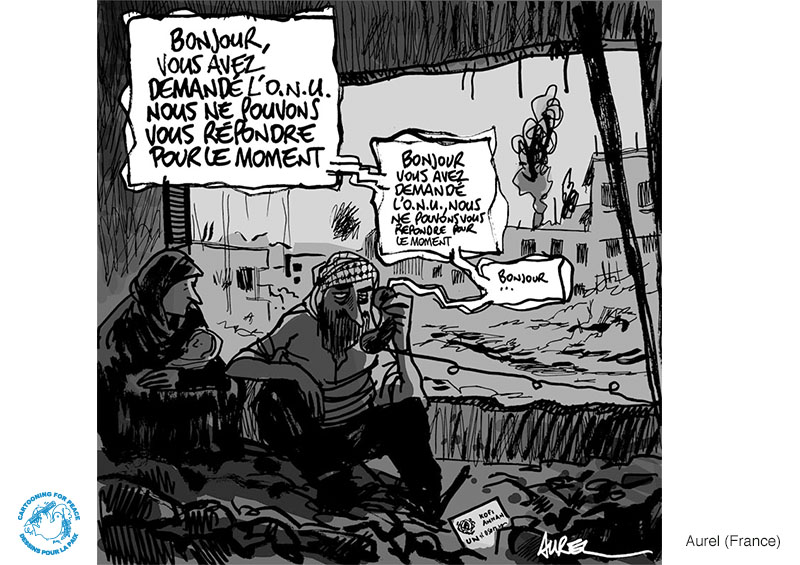 BONJOUR,
VOUS AVEZ
DEMANDÉ L'O.N.U.
NOUS NE POUVONS
VOUS RÉPONDRE
POUR LE MOMENT
BONJOUR
VOUS AVEZ
DEMANDÉ
L'O.N.U., NOUS
NE POUVONS VOUS
RÉPONDRE POUR
LE MOMENT
BONJOUR
...
KOFI
ANNAN
AUREL
CARTOONING FOR PEACE
DESSINS POUR LA PAIX
Aurel (France)